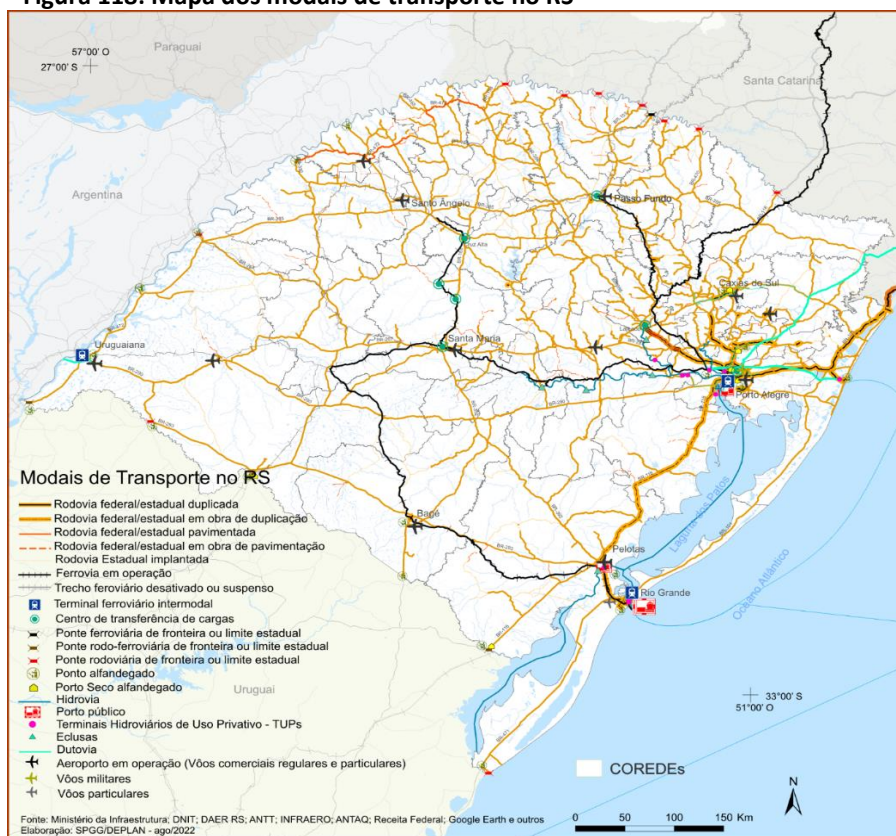 Figura 118: Mapa dos modais de transporte no RS
Paraguai
57°00' O
27°00' S
Santa Catarina
Argentina
Santo Ângelo
Passo Fundo
Cruz Alta
Caxias do Sul
Uruguaiana
Santa Maria
Porto Alegre
Bagé
Pelotas
Laguna dos Patos
Rio Grande
Oceano Atlântico
Uruguai
33°00' S
51°00' O
Modais de Transporte no RS
Rodovia federal/estadual duplicada
Rodovia federal/estadual em obra de duplicação
Rodovia federal/estadual pavimentada
Rodovia federal/estadual em obra de pavimentação
Rodovia Estadual implantada
Ferrovia em operação
Trecho ferroviário desativado ou suspenso
Terminal ferroviário intermodal
Centro de transferência de cargas
Ponte ferroviária de fronteira ou limite estadual
Ponte rodo-ferroviária de fronteira ou limite estadual
Ponte rodoviária de fronteira ou limite estadual
Ponto alfandegado
Porto Seco alfandegado
Hidrovia
Porto público
Terminais Hidroviários de Uso Privativo - TUPs
Eclusas
Dutovia
Aeroporto em operação (Vôos comerciais regulares e particulares)
Vôos militares
Vôos particulares
COREDEs
N
0 50 100 150 Km
Fonte: Ministério da Infraestrutura; DNIT; DAER RS; ANTT; INFRAERO; ANTAQ; Receita Federal; Google Earth e outros
Elaboração: SPGG/DEPLAN - ago/2022